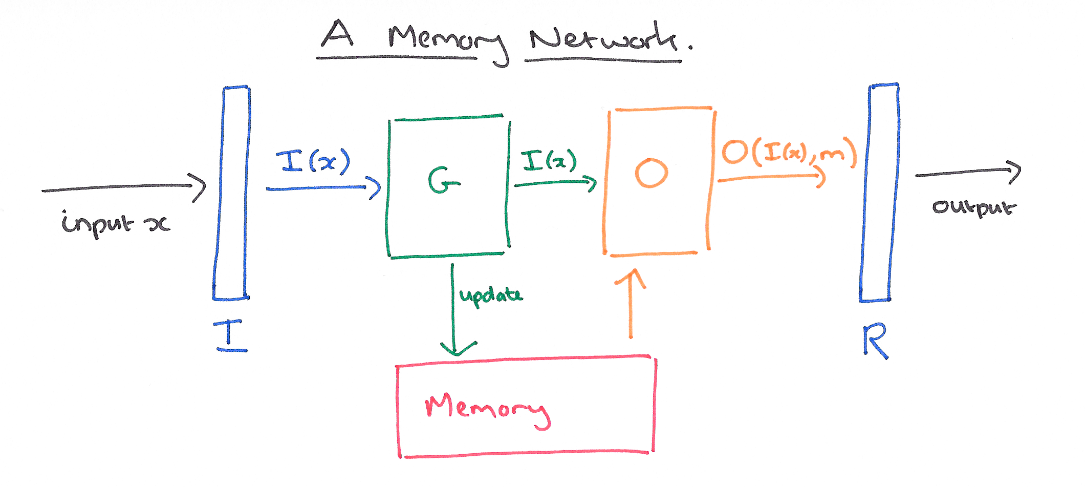 A Memory Network.
I(x)
G
I(x)
O
O(I(x),m)
input x
output
update
I
R
Memory